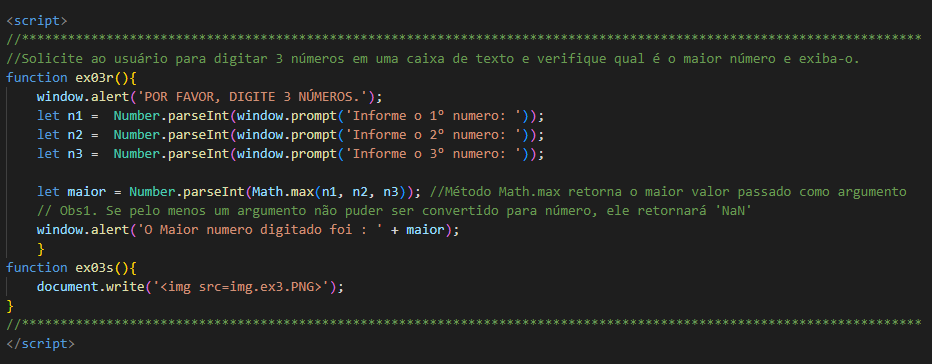 <script>
//*********************************************************************************************************************
//Solicite ao usuário para digitar 3 números em uma caixa de texto e verifique qual é o maior número e exiba-o.
function ex03r(){
    window.alert('POR FAVOR, DIGITE 3 NÚMEROS.');
    let n1 =  Number.parseInt(window.prompt('Informe o 1º numero: '));
    let n2 =  Number.parseInt(window.prompt('Informe o 2º numero: '));
    let n3 =  Number.parseInt(window.prompt('Informe o 3º numero: '));

    let maior = Number.parseInt(Math.max(n1, n2, n3)); //Método Math.max retorna o maior valor passado como argumento
    // Obs1. Se pelo menos um argumento não puder ser convertido para número, ele retornará 'NaN'
    window.alert('O Maior numero digitado foi : ' + maior);
    }
function ex03s(){
    document.write('<img src=img.ex3.PNG>');
}
//*********************************************************************************************************************
</script>